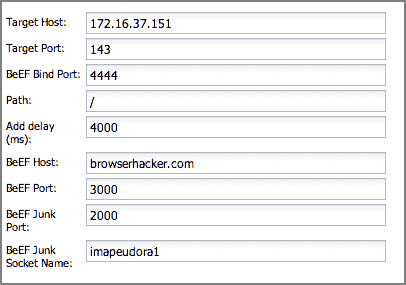 Target Host: 172.16.37.151
Target Port: 143
BeEF Bind Port: 4444
Path: /
Add delay
(ms): 4000
BeEF Host: browserhacker.com
BeEF Port: 3000
BeEF Junk
Port: 2000
BeEF Junk
Socket Name: imapeudora1